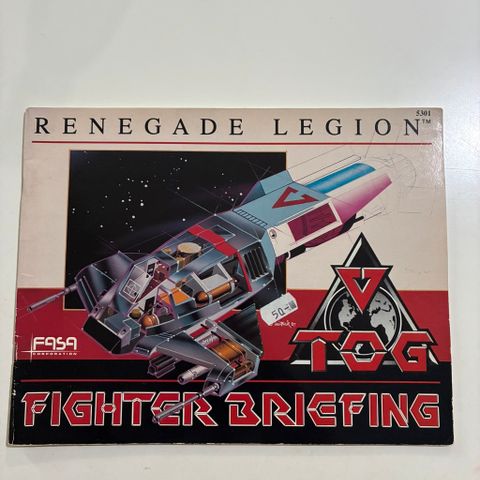 5301
RENEGADE LEGION™
50.-
TOG
FASA
CORPORATION
FIGHTER BRIEFING